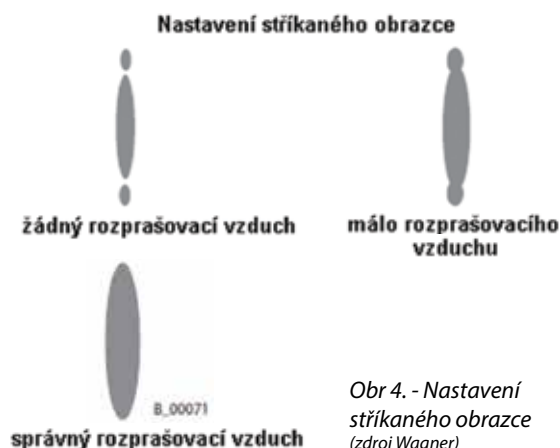 Nastavení stříkaného obrazce
žádný rozprašovací vzduch
málo rozprašovacího
vzduchu
B_00071
správný rozprašovací vzduch
Obr 4. - Nastavení
stříkaného obrazce
(zdroj Wagner)